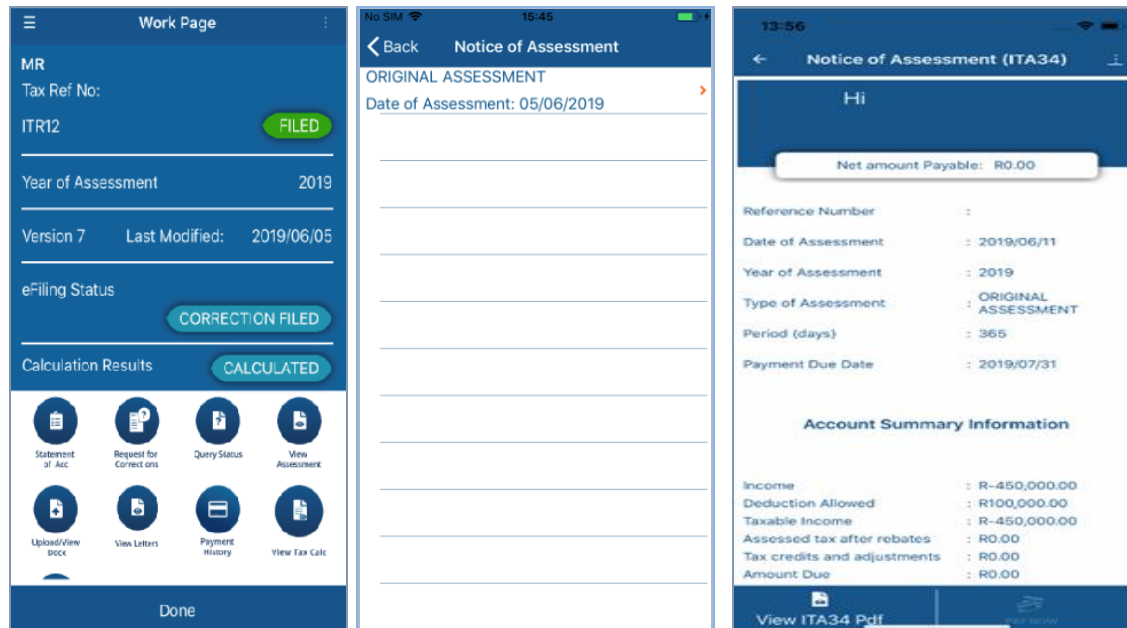 Work Page
MR
Tax Ref No:
ITR12 FILED
Year of Assessment 2019
Version 7 Last Modified: 2019/06/05
eFiling Status
CORRECTION FILED
Calculation Results CALCULATED
Statement of Acc
Request for Corrections
Query Status
View Assessment
Upload/View Docs
View Letters
Payment History
View Tax Calc
Done
No SIM 15:45
Back Notice of Assessment
ORIGINAL ASSESSMENT
Date of Assessment: 05/06/2019
13:56
Notice of Assessment (ITA34)
Hi
Net amount Payable: R0.00
Reference Number :
Date of Assessment : 2019/06/11
Year of Assessment : 2019
Type of Assessment : ORIGINAL ASSESSMENT
Period (days) : 365
Payment Due Date : 2019/07/31
Account Summary Information
Income : R-450,000.00
Deduction Allowed : R100,000.00
Taxable Income : R-450,000.00
Assessed tax after rebates : R0.00
Tax credits and adjustments : R0.00
Amount Due : R0.00
View ITA34 Pdf
PAY NOW